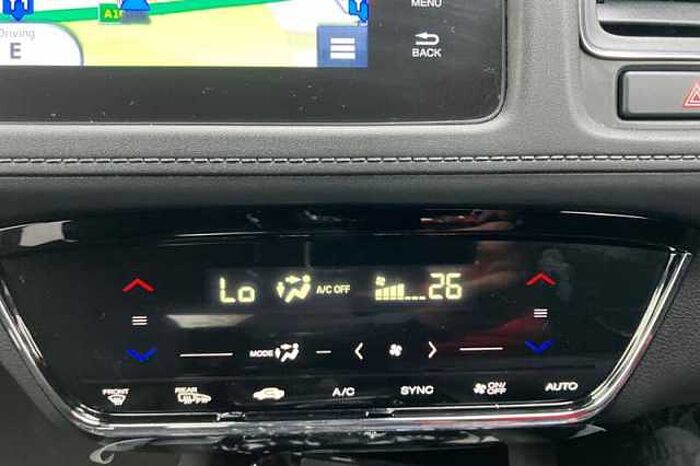 MENU
A1
Driving
E
BACK
Lo A/C OFF 26
MODE
FRONT REAR A/C SYNC ON/OFF AUTO